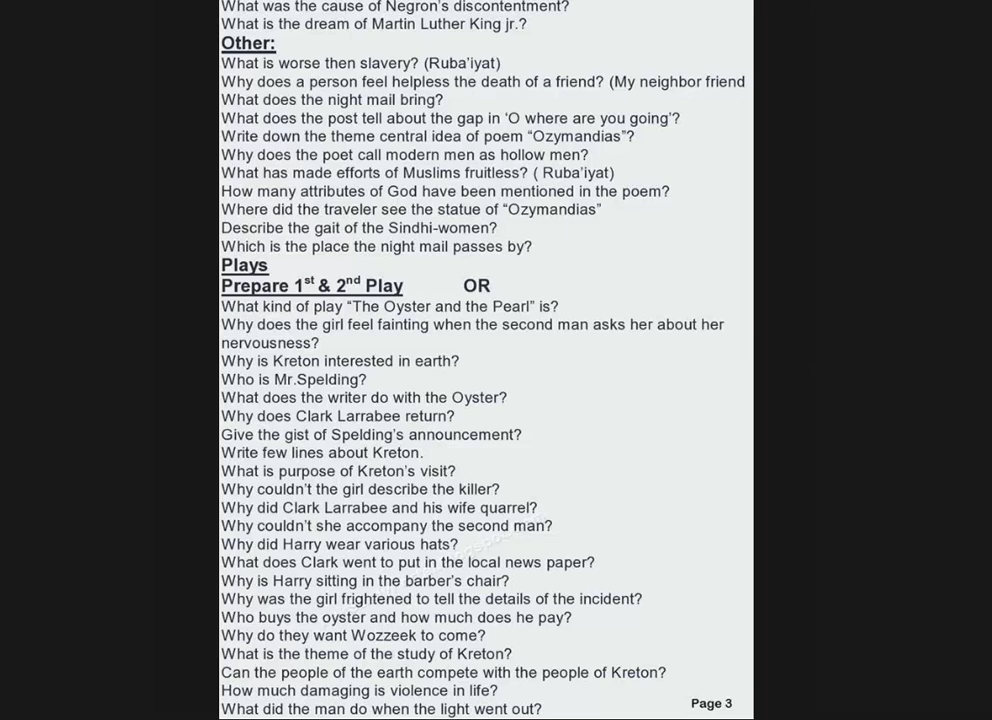 What was the cause of Negron's discontentment?
What is the dream of Martin Luther King jr.?
Other:
What is worse then slavery? (Ruba'iyat)
Why does a person feel helpless the death of a friend? (My neighbor friend
What does the night mail bring?
What does the post tell about the gap in 'O where are you going'?
Write down the theme central idea of poem “Ozymandias”?
Why does the poet call modern men as hollow men?
What has made efforts of Muslims fruitless? ( Ruba'iyat)
How many attributes of God have been mentioned in the poem?
Where did the traveler see the statue of “Ozymandias”
Describe the gait of the Sindhi-women?
Which is the place the night mail passes by?
Plays
Prepare 1st & 2nd Play OR
What kind of play “The Oyster and the Pearl” is?
Why does the girl feel fainting when the second man asks her about her
nervousness?
Why is Kreton interested in earth?
Who is Mr.Spelding?
What does the writer do with the Oyster?
Why does Clark Larrabee return?
Give the gist of Spelding's announcement?
Write few lines about Kreton.
What is purpose of Kreton's visit?
Why couldn't the girl describe the killer?
Why did Clark Larrabee and his wife quarrel?
Why couldn't she accompany the second man?
Why did Harry wear various hats?
What does Clark went to put in the local news paper?
Why is Harry sitting in the barber's chair?
Why was the girl frightened to tell the details of the incident?
Who buys the oyster and how much does he pay?
Why do they want Wozzeek to come?
What is the theme of the study of Kreton?
Can the people of the earth compete with the people of Kreton?
How much damaging is violence in life?
What did the man do when the light went out?
Page 3